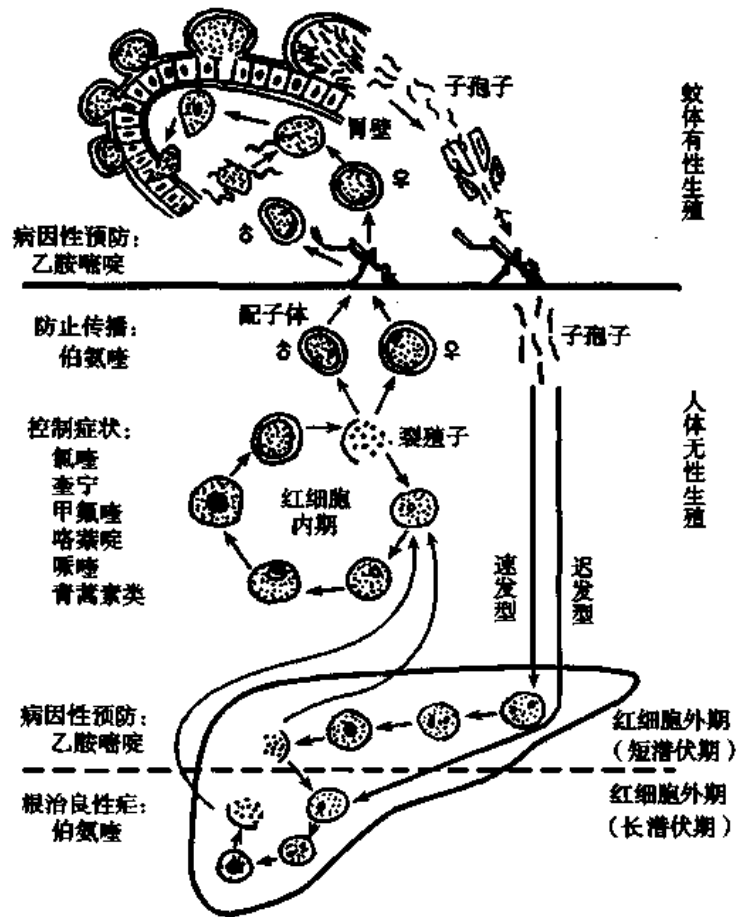 子孢子
蚊体有性生殖
胃壁
♀
♂
病因性预防：
乙胺嘧啶
配子体
防止传播：
伯氨喹
♂
♀
子孢子
人体无性生殖
控制症状：
氯喹
奎宁
甲氟喹
咯萘啶
哌喹
青蒿素类
裂殖子
红细胞
内期
速发型
迟发型
病因性预防：
乙胺嘧啶
红细胞外期
（短潜伏期）
根治良性疟：
伯氨喹
红细胞外期
（长潜伏期）